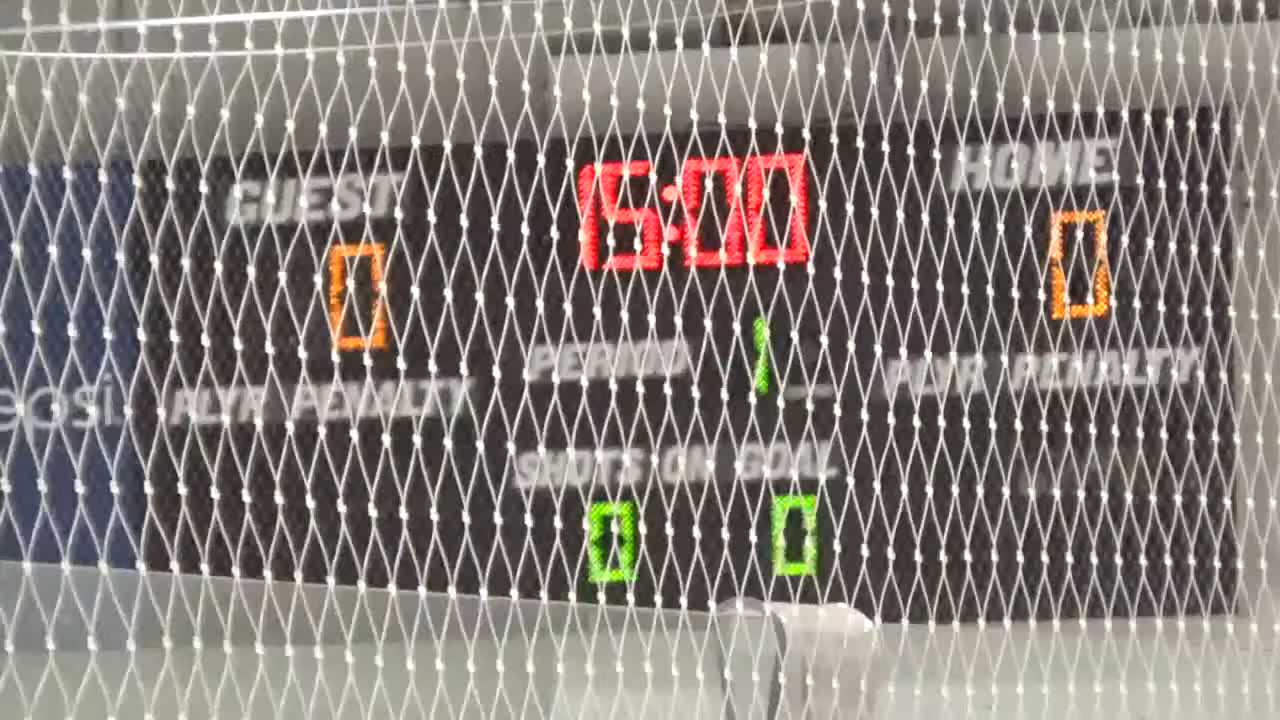 GUEST
15:00
HOME
0
0
PERIOD 1
PLYR PENALTY
PLYR PENALTY
SHOTS ON GOAL
0
0